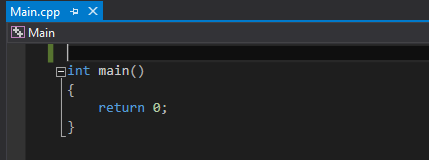 Main.cpp
Main
int main()
{
return 0;
}